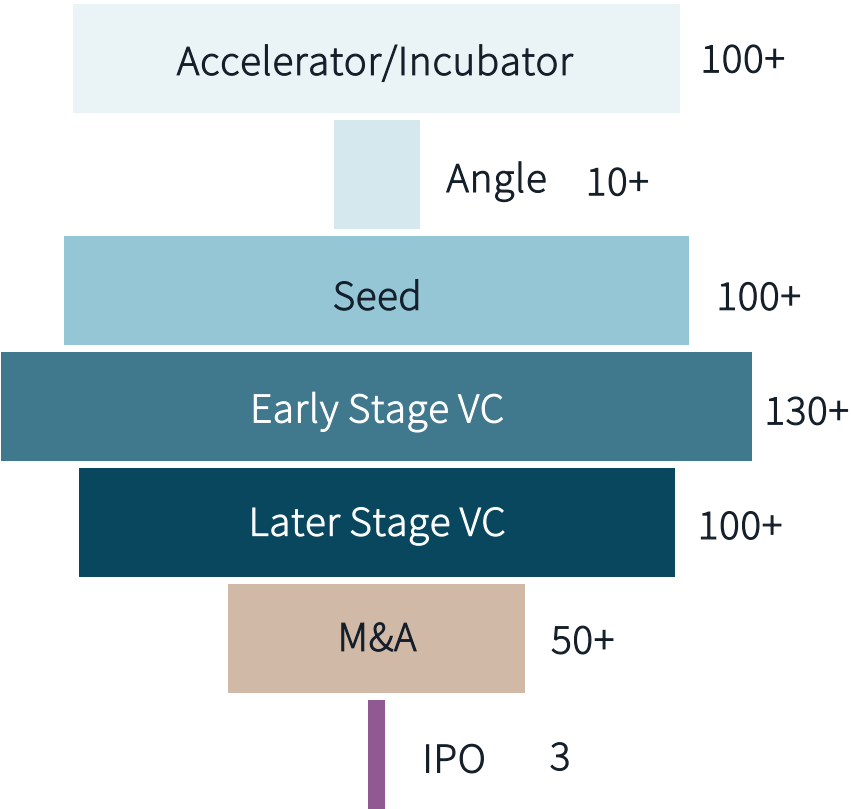 Accelerator/Incubator 100+
Angle 10+
Seed 100+
Early Stage VC 130+
Later Stage VC 100+
M&A 50+
IPO 3